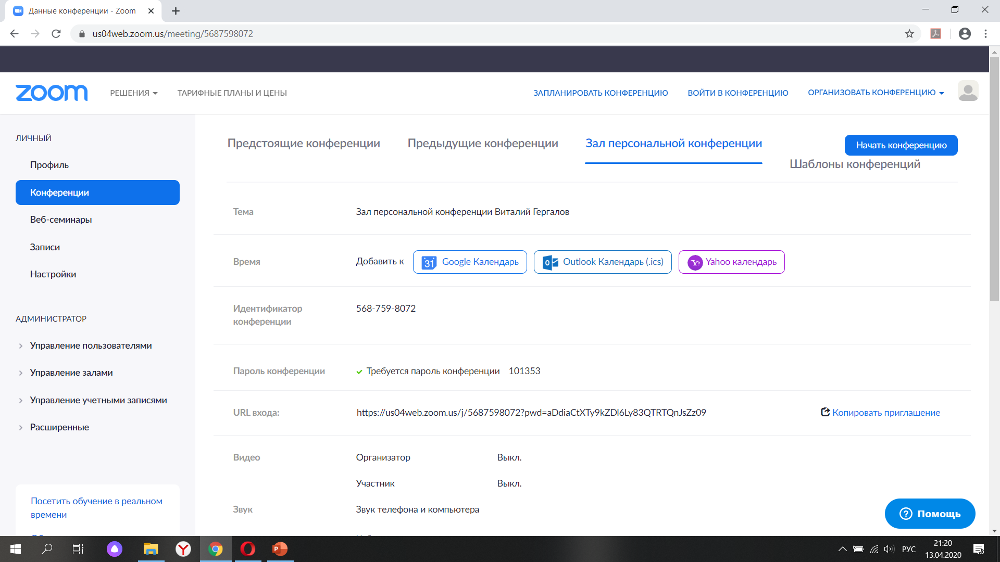 Данные конференции - Zoom
us04web.zoom.us/meeting/5687598072
zoom
РЕШЕНИЯ
ТАРИФНЫЕ ПЛАНЫ И ЦЕНЫ
ЗАПЛАНИРОВАТЬ КОНФЕРЕНЦИЮ
ВОЙТИ В КОНФЕРЕНЦИЮ
ОРГАНИЗОВАТЬ КОНФЕРЕНЦИЮ
ЛИЧНЫЙ
Профиль
Конференции
Веб-семинары
Записи
Настройки
АДМИНИСТРАТОР
Управление пользователями
Управление залами
Управление учетными записями
Расширенные
Посетить обучение в реальном
времени
Предстоящие конференции
Предыдущие конференции
Зал персональной конференции
Начать конференцию
Шаблоны конференций
Тема
Зал персональной конференции Виталий Гергалов
Время
Добавить к
31 Google Календарь
Outlook Календарь (.ics)
Yahoo календарь
Идентификатор
конференции
568-759-8072
Пароль конференции
Требуется пароль конференции 101353
URL входа:
https://us04web.zoom.us/j/5687598072?pwd=aDdiaCtXTy9kZDl6Ly83QTRTQnJsZz09
Копировать приглашение
Видео
Организатор
Выкл.
Участник
Выкл.
Звук
Звук телефона и компьютера
Помощь
РУС
21:20
13.04.2020